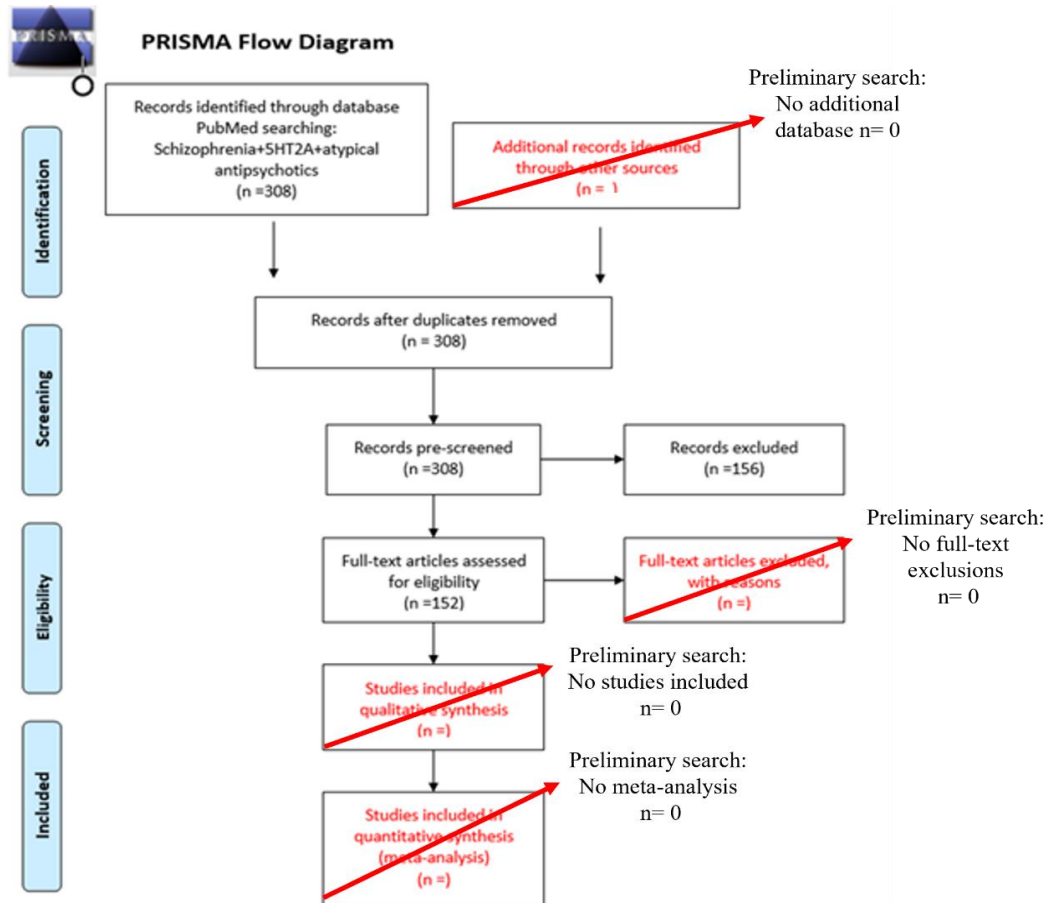 PRISMA
PRISMA Flow Diagram
Records identified through database
PubMed searching:
Schizophrenia+5HT2A+atypical
antipsychotics
(n =308)
Additional records identified
through other sources
(n = )
Preliminary search:
No additional
database n= 0
Identification
Records after duplicates removed
(n = 308)
Screening
Records pre-screened
(n =308)
Records excluded
(n =156)
Preliminary search:
No full-text
exclusions
n= 0
Eligibility
Full-text articles assessed
for eligibility
(n =152)
Full-text articles excluded,
with reasons
(n =)
Studies included in
qualitative synthesis
(n =)
Preliminary search:
No studies included
n= 0
Included
Studies included in
quantitative synthesis
(meta-analysis)
(n =)
Preliminary search:
No meta-analysis
n= 0